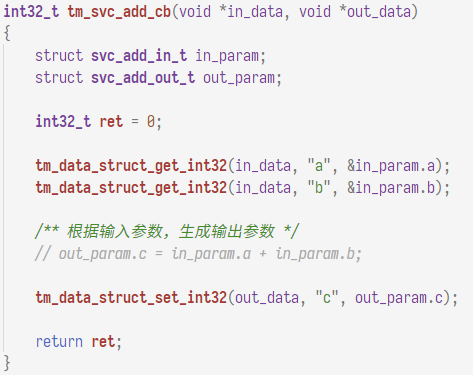 int32_t tm_svc_add_cb(void *in_data, void *out_data)
{
struct svc_add_in_t in_param;
struct svc_add_out_t out_param;
int32_t ret = 0;
tm_data_struct_get_int32(in_data, "a", &in_param.a);
tm_data_struct_get_int32(in_data, "b", &in_param.b);
/** 根据输入参数，生成输出参数 */
// out_param.c = in_param.a + in_param.b;
tm_data_struct_set_int32(out_data, "c", out_param.c);
return ret;
}